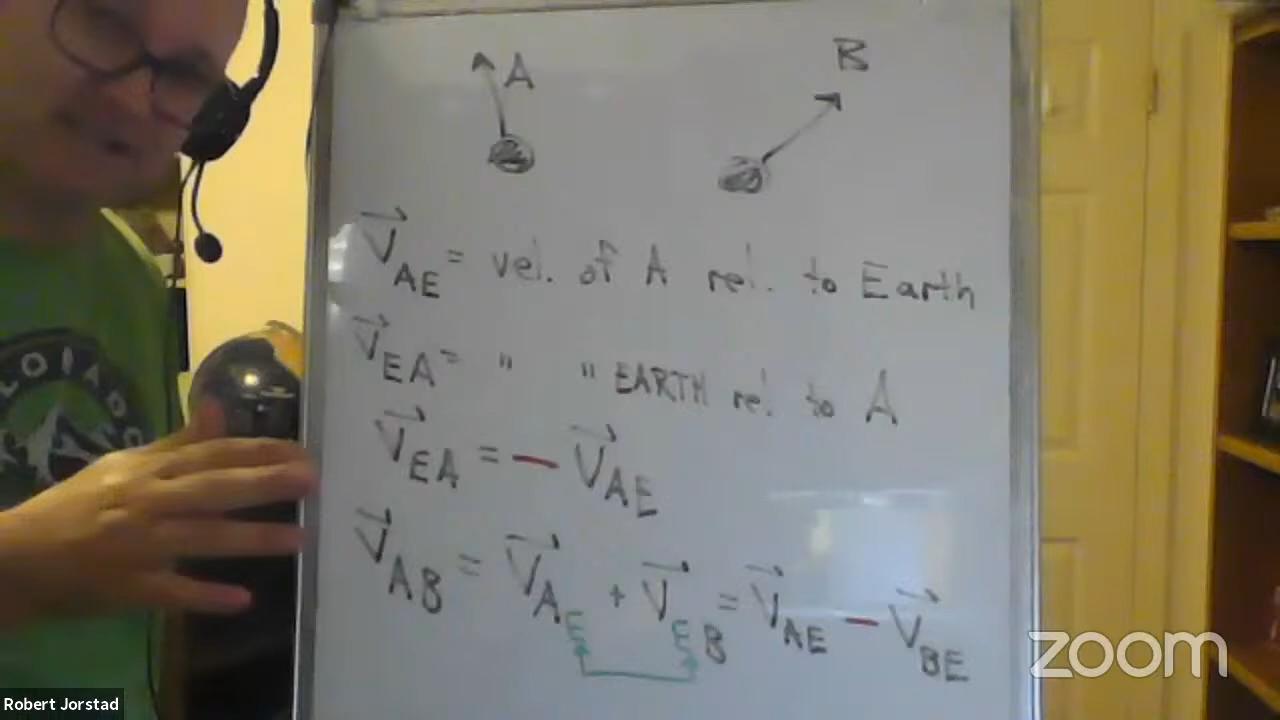 A
B
V⃗AE = vel. of A rel. to Earth
V⃗EA = " " EARTH rel. to A
V⃗EA = − V⃗AE
V⃗AB = V⃗AE + V⃗EB = V⃗AE − V⃗BE
zoom
Robert Jorstad